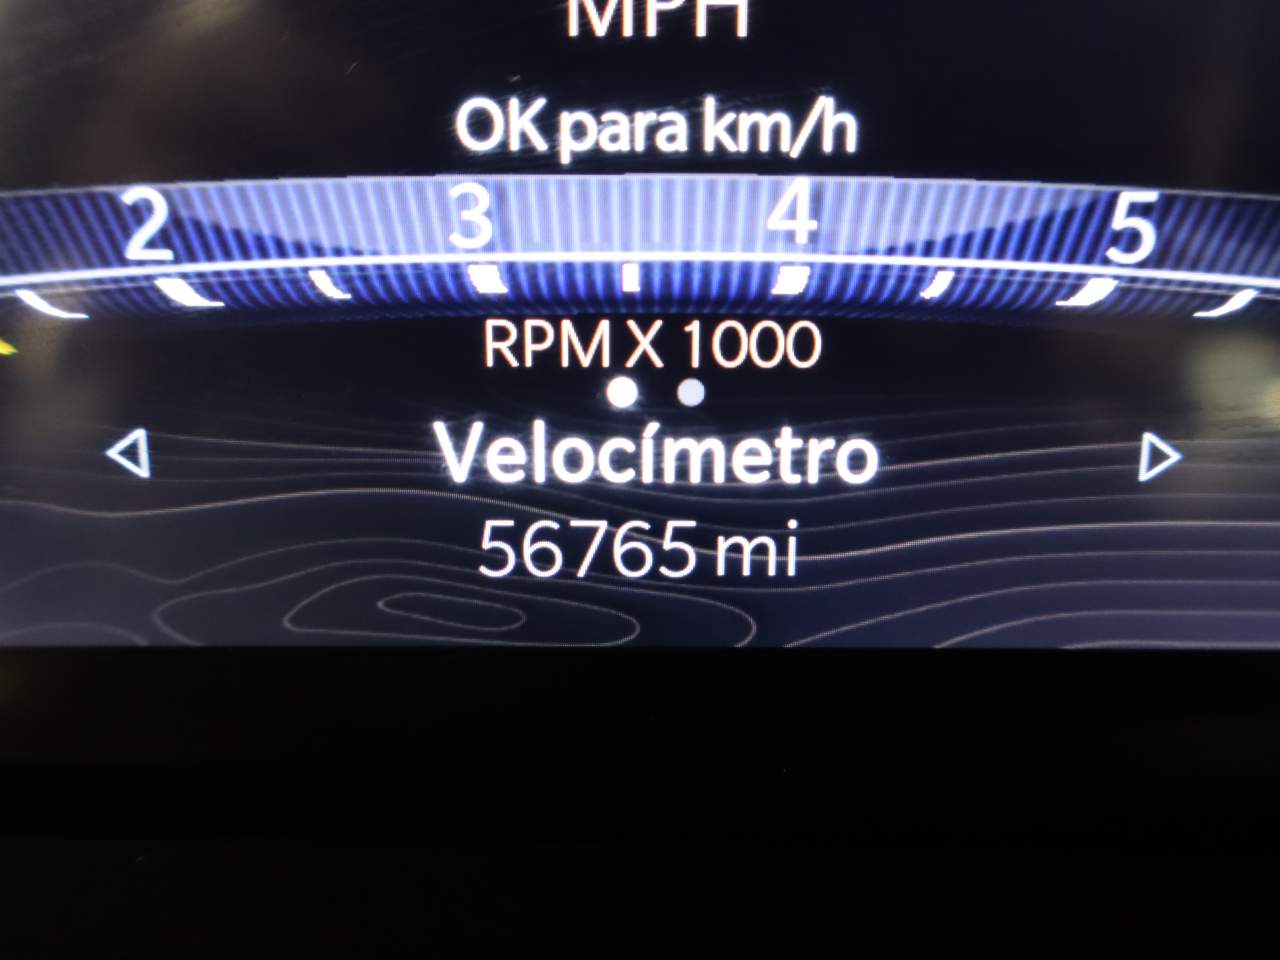 MPH
OK para km/h
2 3 4 5
RPM X 1000
Velocímetro
56765 mi